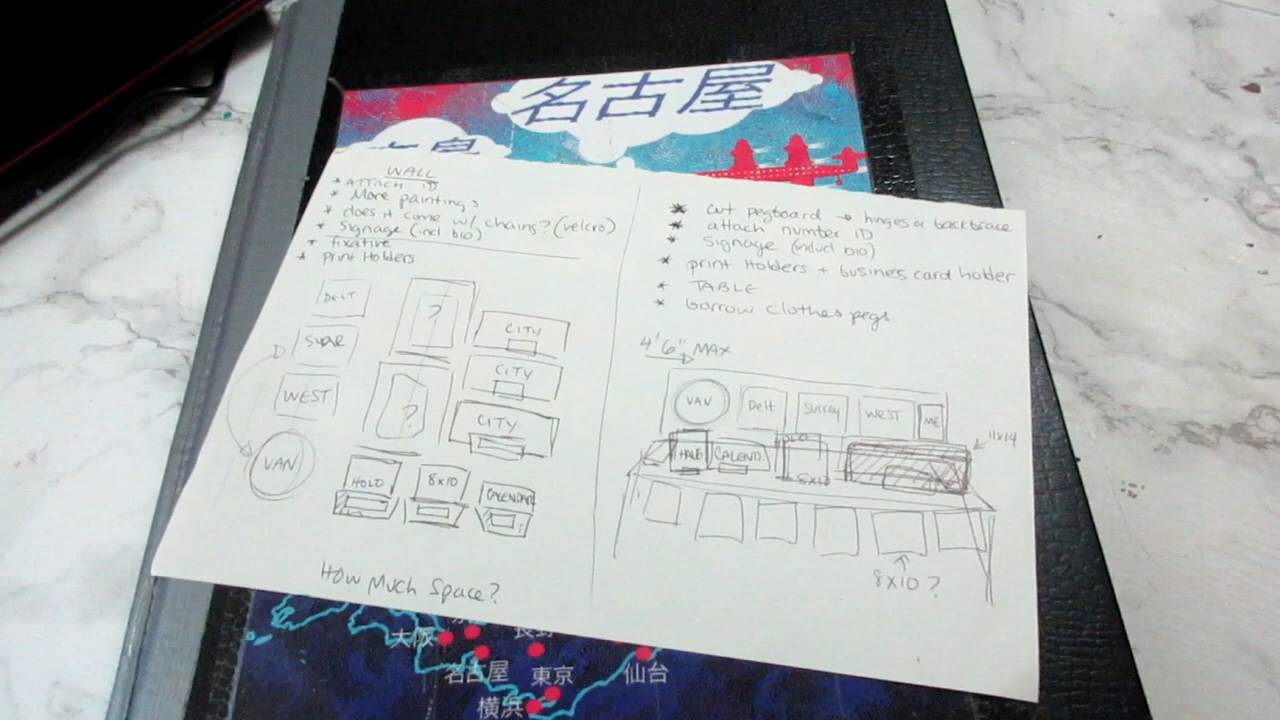 名古屋
WALL
* ATTACH ID
* More paintings
* does it come w/ chains? (velcro)
* Signage (incl bio)
* fixative
* print Holders
DELT
?
CITY
SURR
CITY
WEST
?
CITY
VAN
HOLO
8x10
CALENDAR
How Much Space?
* cut pegboard → hinges or backbrace
* attach number ID
* signage (includ bio)
* print Holders + business card holder
* TABLE
* borrow clothes pegs
4'6" MAX
VAN
Delt
Surrey
WEST
ME
11x14
HOLO
CALEND
8x10
8x10?
大阪
名古屋
東京
仙台
横浜